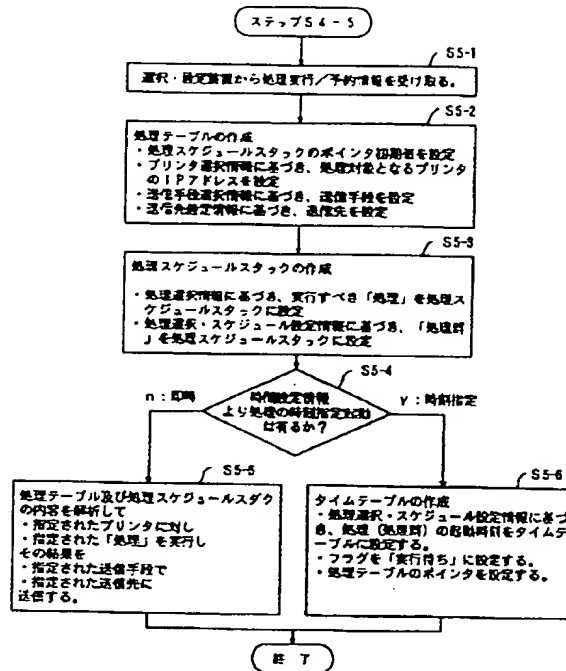 ステップS4-5
S5-1
選択・設定装置から処理実行/予約情報を受け取る。
S5-2
処理テーブルの作成
・処理スケジュールスタックのポインタ初期値を設定
・プリンタ選択情報に基づき、処理対象となるプリンタ
のIPアドレスを設定
・送信手段選択情報に基づき、送信手段を設定
・送信先設定情報に基づき、送信先を設定
S5-3
処理スケジュールスタックの作成
・処理選択情報に基づき、実行すべき「処理」を処理ス
ケジュールスタックに設定
・処理選択・スケジュール設定情報に基づき、「処理群
」を処理スケジュールスタックに設定
S5-4
時間設定情報
より処理の時刻指定
は有るか?
n:即時
y:時刻指定
S5-5
処理テーブル及び処理スケジュールスタク
の内容を解析して
・指定されたプリンタに対し
・指定された「処理」を実行し
その結果を
・指定された送信手段で
・指定された送信先に
送信する。
S5-6
タイムテーブルの作成
・処理選択・スケジュール設定情報に基づ
き、処理(処理群)の起動時刻をタイムテ
ーブルに設定する。
・フラグを「実行待ち」に設定する。
・処理テーブルのポインタを設定する。
終了